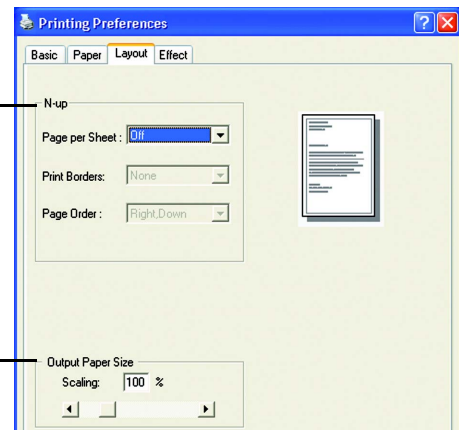 Printing Preferences
Basic Paper Layout Effect
N-up
Page per Sheet : Off
Print Borders: None
Page Order : Right,Down
Output Paper Size
Scaling: 100 %